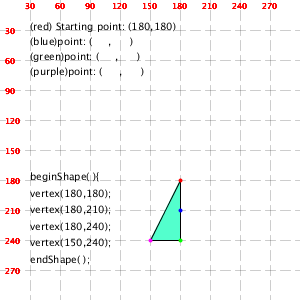 30 60 90 120 150 180 210 240 270
30
(red) Starting point: (180,180)
(blue)point: (    ,    )
60
(green)point: (    ,    )
(purple)point: (    ,    )
90
120
150
beginShape(){
180
vertex(180,180);
vertex(180,210);
210
vertex(180,240);
240
vertex(150,240);
endShape();
270